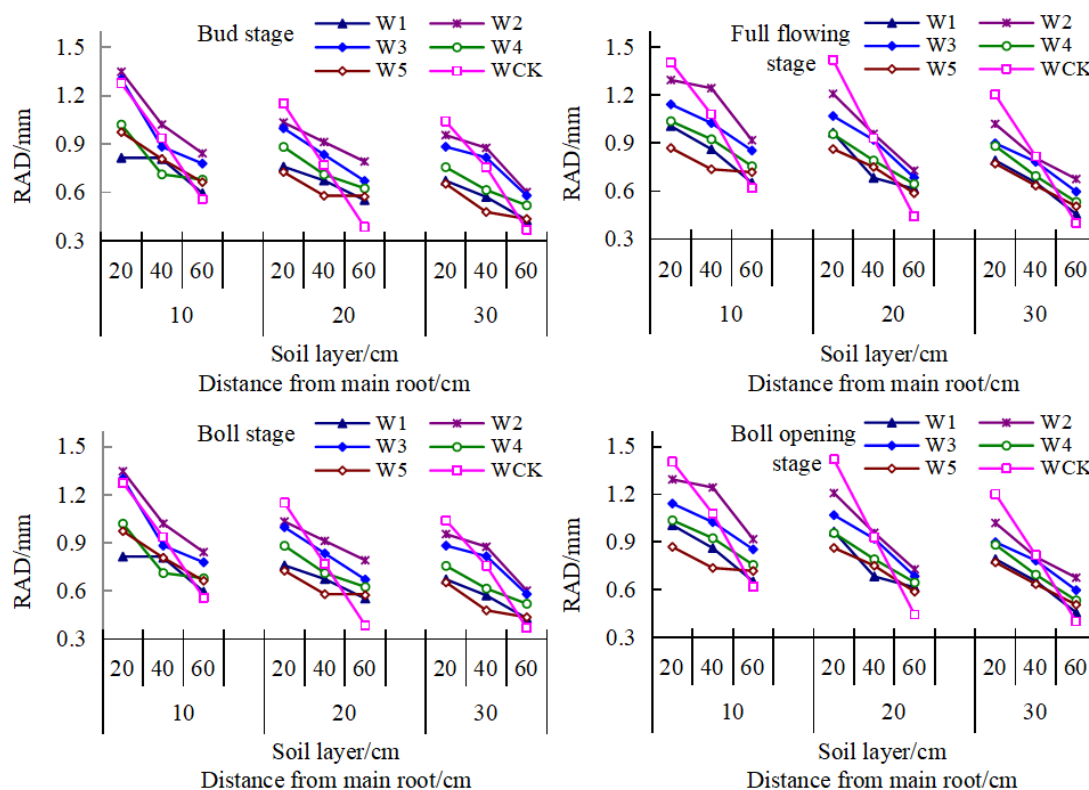 Bud stage
W1 W2
W3 W4
W5 WCK
RAD/mm
1.5
1.2
0.9
0.6
0.3
20 40 60 20 40 60 20 40 60
10 20 30
Soil layer/cm
Distance from main root/cm
Full flowing
stage
W1 W2
W3 W4
W5 WCK
RAD/mm
1.5
1.2
0.9
0.6
0.3
20 40 60 20 40 60 20 40 60
10 20 30
Soil layer/cm
Distance from main root/cm
Boll stage
W1 W2
W3 W4
W5 WCK
RAD/mm
1.5
1.2
0.9
0.6
0.3
20 40 60 20 40 60 20 40 60
10 20 30
Soil layer/cm
Distance from main root/cm
Boll opening
stage
W1 W2
W3 W4
W5 WCK
RAD/mm
1.5
1.2
0.9
0.6
0.3
20 40 60 20 40 60 20 40 60
10 20 30
Soil layer/cm
Distance from main root/cm